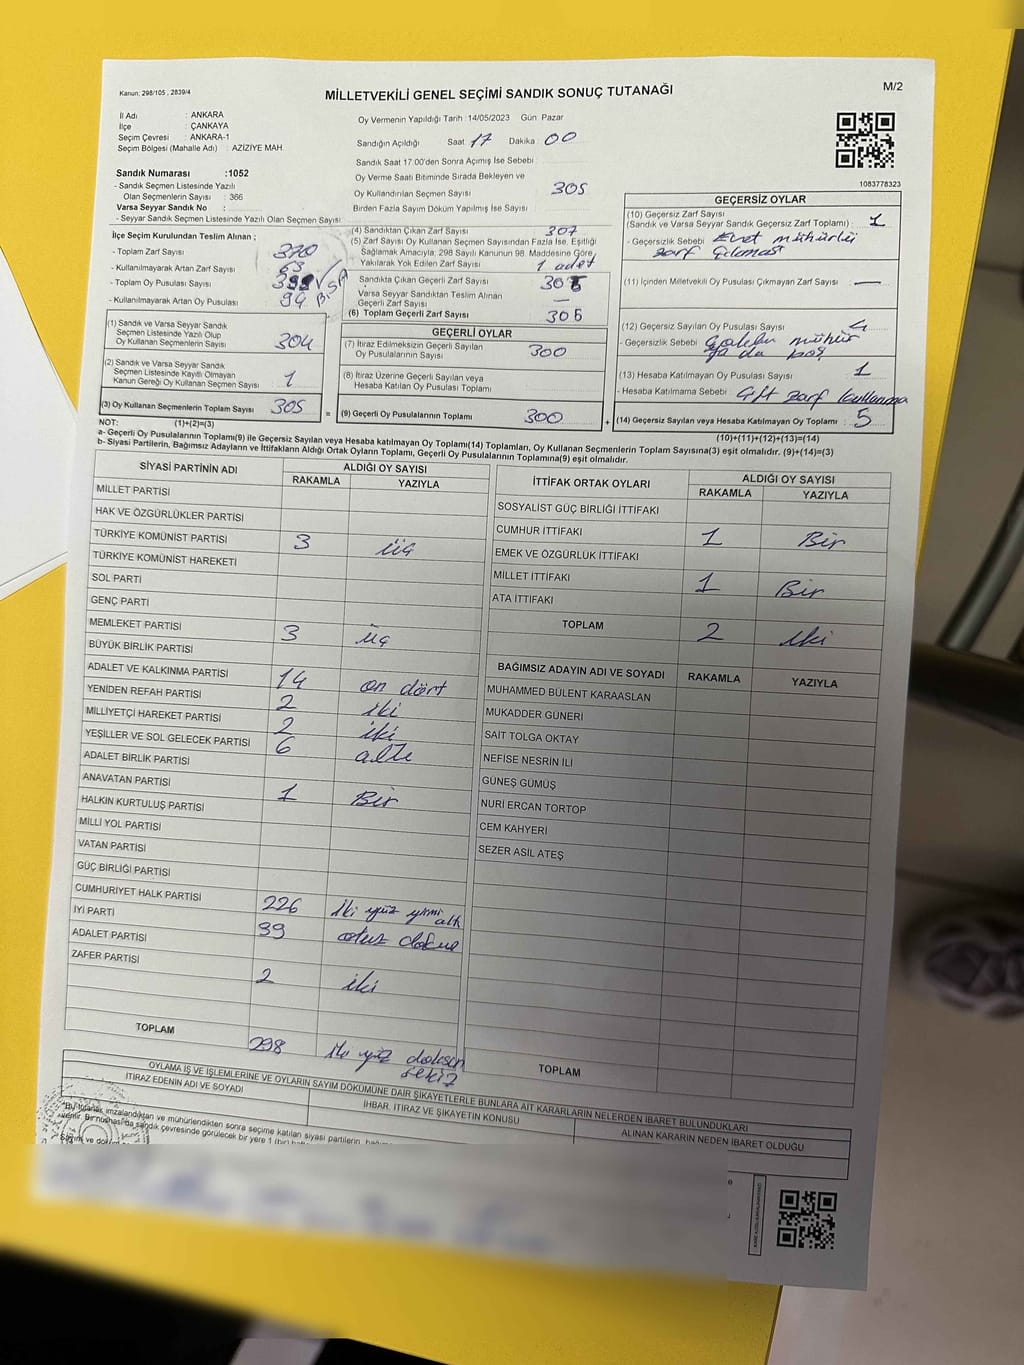 Kanun: 298/105 , 2839/4
MİLLETVEKİLİ GENEL SEÇİMİ SANDIK SONUÇ TUTANAĞI
M/2
İl Adı : ANKARA
İlçe : ÇANKAYA
Seçim Çevresi : ANKARA-1
Seçim Bölgesi (Mahalle Adı) : AZİZİYE MAH.
Oy Vermenin Yapıldığı Tarih : 14/05/2023 Gün: Pazar
Sandığın Açıldığı Saat 17 Dakika 00
Sandık Saat 17:00'den Sonra Açımış İse Sebebi
Oy Verme Saati Bitiminde Sırada Bekleyen ve
Oy Kullandırılan Seçmen Sayısı 305
Birden Fazla Sayım Döküm Yapılmış İse Sayısı
1083778323
Sandık Numarası :1052
- Sandık Seçmen Listesinde Yazılı
Olan Seçmenlerin Sayısı : 366
Varsa Seyyar Sandık No :
- Seyyar Sandık Seçmen Listesinde Yazılı Olan Seçmen Sayısı
İlçe Seçim Kurulundan Teslim Alınan ;
- Toplam Zarf Sayısı 370
- Kullanılmayarak Artan Zarf Sayısı 63
- Toplam Oy Pusulası
- Kullanılmayarak Artan Oy Pusulası 94
(1) Sandık ve Varsa Seyyar Sandık
Seçmen Listesinde Yazılı Olup
Oy Kullanan Seçmenlerin Sayısı 304
(2) Sandık ve Varsa Seyyar Sandık
Seçmen Listesinde Kayıtlı Olmayan
Kanun Gereği Oy Kullanan Seçmen Sayısı 1
(3) Oy Kullanan Seçmenlerin Toplam Sayısı 305
(4) Sandıktan Çıkan Zarf Sayısı 307
(5) Zarf Sayısı Oy Kullanan Seçmen Sayısından Fazla İse, Eşitliği
Sağlamak Amacıyla, 298 Sayılı Kanunun 98. Maddesine Göre,
Yakılarak Yok Edilen Zarf Sayısı 1 adet
Sandıkta Çıkan Geçerli Zarf Sayısı
Varsa Seyyar Sandıktan Teslim Alınan
Geçerli Zarf Sayısı —
(6) Toplam Geçerli Zarf Sayısı
GEÇERLİ OYLAR
(7) İtiraz Edilmeksizin Geçerli Sayılan
Oy Pusulalarının Sayısı 300
(8) İtiraz Üzerine Geçerli Sayılan veya
Hesaba Katılan Oy Pusulası Toplamı
= (9) Geçerli Oy Pusulalarının Toplamı 300
GEÇERSİZ OYLAR
(10) Geçersiz Zarf Sayısı
(Sandık ve Varsa Seyyar Sandık Geçersiz Zarf Toplamı) 1
- Geçersizlik Sebebi Evet mühürlü
zarf
(11) İçinden Milletvekili Oy Pusulası Çıkmayan Zarf Sayısı —
(12) Geçersiz Sayılan Oy Pusulası Sayısı
- Geçersizlik Sebebi mühür
ya da boş
(13) Hesaba Katılmayan Oy Pusulası Sayısı 1
- Hesaba Katılmama Sebebi Çift zarf kullanma
+ (14) Geçersiz Sayılan veya Hesaba Katılmayan Oy Toplamı : 5
NOT: (1)+(2)=(3)
(10)+(11)+(12)+(13)=(14)
a- Geçerli Oy Pusulalarının Toplamı(9) ile Geçersiz Sayılan veya Hesaba katılmayan Oy Toplamı(14) Toplamları, Oy Kullanan Seçmenlerin Toplam Sayısına(3) eşit olmalıdır. (9)+(14)=(3)
b- Siyasi Partilerin, Bağımsız Adayların ve İttifakların Aldığı Ortak Oyların Toplamı, Geçerli Oy Pusulalarının Toplamına(9) eşit olmalıdır.
SİYASİ PARTİNİN ADI ALDIĞI OY SAYISI
RAKAMLA YAZIYLA
MİLLET PARTİSİ
HAK VE ÖZGÜRLÜKLER PARTİSİ
TÜRKİYE KOMÜNİST PARTİSİ 3 üç
TÜRKİYE KOMÜNİST HAREKETİ
SOL PARTİ
GENÇ PARTİ
MEMLEKET PARTİSİ 3 üç
BÜYÜK BİRLİK PARTİSİ
ADALET VE KALKINMA PARTİSİ 14 on dört
YENİDEN REFAH PARTİSİ 2 iki
MİLLİYETÇİ HAREKET PARTİSİ 2 iki
YEŞİLLER VE SOL GELECEK PARTİSİ 6 altı
ADALET BİRLİK PARTİSİ
ANAVATAN PARTİSİ 1 Bir
HALKIN KURTULUŞ PARTİSİ
MİLLİ YOL PARTİSİ
VATAN PARTİSİ
GÜÇ BİRLİĞİ PARTİSİ
CUMHURİYET HALK PARTİSİ 226 iki yüz yirmi altı
İYİ PARTİ 39 otuz dokuz
ADALET PARTİSİ
ZAFER PARTİSİ 2 iki
TOPLAM 298 iki yüz doksan
sekiz
İTTİFAK ORTAK OYLARI ALDIĞI OY SAYISI
RAKAMLA YAZIYLA
SOSYALİST GÜÇ BİRLİĞİ İTTİFAKI
CUMHUR İTTİFAKI 1 Bir
EMEK VE ÖZGÜRLÜK İTTİFAKI
MİLLET İTTİFAKI 1 Bir
ATA İTTİFAKI
TOPLAM 2 iki
BAĞIMSIZ ADAYIN ADI VE SOYADI RAKAMLA YAZIYLA
MUHAMMED BÜLENT KARAASLAN
MUKADDER GÜNERİ
SAİT TOLGA OKTAY
NEFİSE NESRİN İLİ
GÜNEŞ GÜMÜŞ
NURİ ERCAN TORTOP
CEM KAHYERİ
SEZER ASIL ATEŞ
TOPLAM
OYLAMA İŞ VE İŞLEMLERİNE VE OYLARIN SAYIM DÖKÜMÜNE DAİR ŞİKAYETLERLE BUNLARA AİT KARARLARIN NELERDEN İBARET BULUNDUKLARI
İTİRAZ EDENİN ADI VE SOYADI İHBAR, İTİRAZ VE ŞİKAYETİN KONUSU ALINAN KARARIN NEDEN İBARET OLDUĞU
imzalandıktan ve mühürlendikten sonra seçime katılan siyasi partilerin,
sandık çevresinde görülecek bir yere 1 (bir)